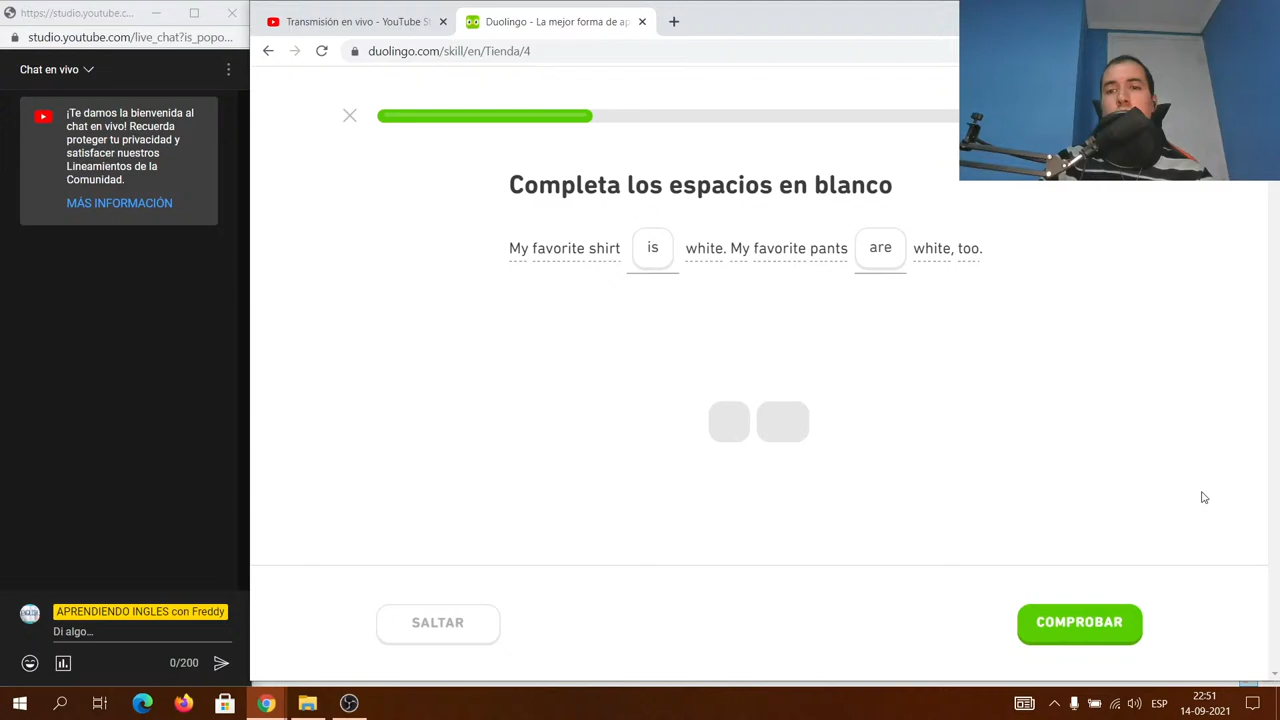 https://studio.youtube.com/live_chat?is_popo...
studio.youtube.com/live_chat?is_popo...
Chat en vivo
¡Te damos la bienvenida al
chat en vivo! Recuerda
proteger tu privacidad y
satisfacer nuestros
Lineamientos de la
Comunidad.
MÁS INFORMACIÓN
APRENDIENDO INGLES con Freddy
Di algo...
0/200
Transmisión en vivo - YouTube S
Duolingo - La mejor forma de ap
duolingo.com/skill/en/Tienda/4
Completa los espacios en blanco
My favorite shirt is white. My favorite pants are white, too.
SALTAR
COMPROBAR
ESP
22:51
14-09-2021